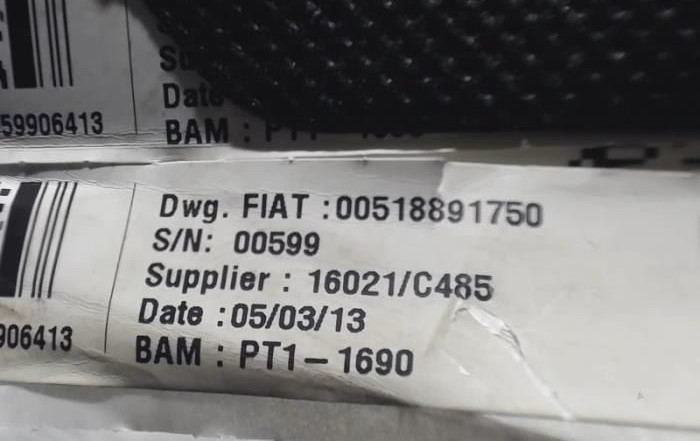 Date
59906413
BAM : PT1-1690
Dwg. FIAT :00518891750
S/N: 00599
Supplier : 16021/C485
Date :05/03/13
906413
BAM : PT1-1690